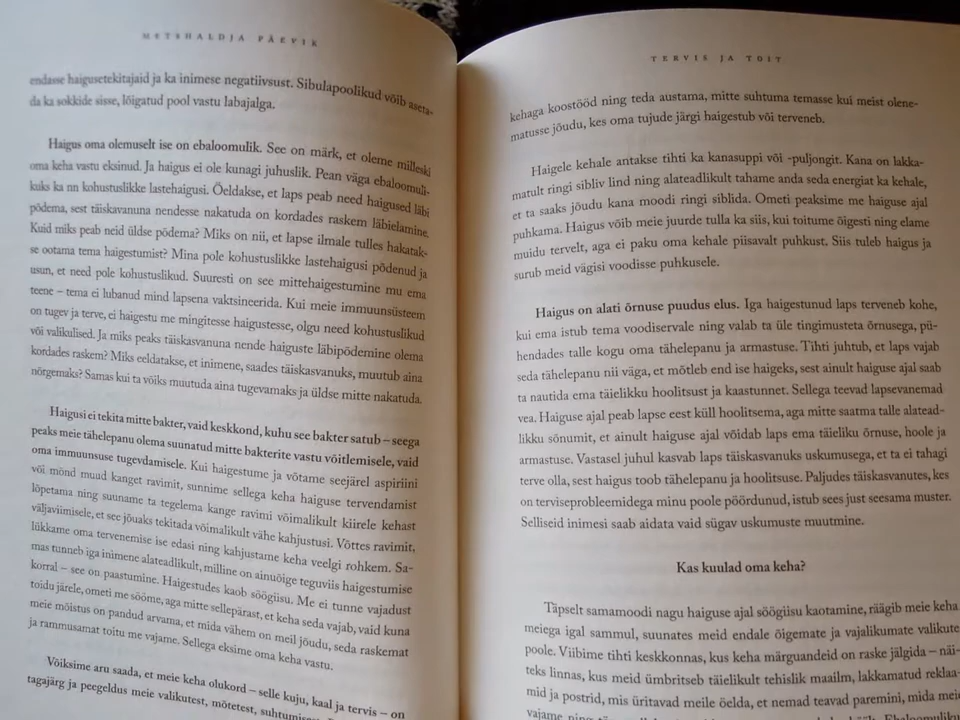 METSHALDJA PÄEVIK
endasse haigusetekitajaid ja ka inimese negatiivsust. Sibulapoolikud võib aseta-
da ka sokkide sisse, lõigatud pool vastu labajalga.
Haigus oma olemuselt ise on ebaloomulik. See on märk, et oleme milleski
oma keha vastu eksinud. Ja haigus ei ole kunagi juhuslik. Pean väga ebaloomuli-
kuks ka nn kohustuslikke lastehaigusi. Öeldakse, et laps peab need haigused läbi
põdema, sest täiskasvanuna nendesse nakatuda on kordades raskem läbielamine.
Kuid miks peab neid üldse põdema? Miks on nii, et lapse ilmale tulles hakatak-
se ootama tema haigestumist? Mina pole kohustuslikke lastehaigusi põdenud ja
usun, et need pole kohustuslikud. Suuresti on see mittehaigestumine mu ema
teene – tema ei lubanud mind lapsena vaktsineerida. Kui meie immuunsüsteem
on tugev ja terve, ei haigestu me mingitesse haigustesse, olgu need kohustuslikud
või valikulised. Ja miks peaks täiskasvanuna nende haiguste läbipõdemine olema
kordades raskem? Miks eeldatakse, et inimene, saades täiskasvanuks, muutub aina
nõrgemaks? Samas kui ta võiks muutuda aina tugevamaks ja üldse mitte nakatuda.
Haigusi ei tekita mitte bakter, vaid keskkond, kuhu see bakter satub – seega
peaks meie tähelepanu olema suunatud mitte bakterite vastu võitlemisele, vaid
oma immuunsuse tugevdamisele. Kui haigestume ja võtame seejärel aspiriini
või mõnd muud kanget ravimit, sunnime sellega keha haiguse tervendamist
lõpetama ning suuname ta tegelema kange ravimi võimalikult kiirele kehast
väljaviimisele, et see jõuaks tekitada võimalikult vähe kahjustusi. Võttes ravimit,
lükkame oma tervenemise ise edasi ning kahjustame keha veelgi rohkem. Sa-
mas tunneb iga inimene alateadlikult, milline on ainuõige teguviis haigestumise
korral – see on paastumine. Haigestudes kaob söögiisu. Me ei tunne vajadust
toidu järele, ometi me sööme, aga mitte sellepärast, et keha seda vajab, vaid kuna
meie mõistus on pandud arvama, et mida vähem on meil jõudu, seda raskemat
ja rammusamat toitu me vajame. Sellega eksime oma keha vastu.
Võiksime aru saada, et meie keha olukord – selle kuju, kaal ja tervis – on
tagajärg ja peegeldus meie valikutest, mõtetest,
TERVIS JA TOIT
kehaga koostööd ning teda austama, mitte suhtuma temasse kui meist olene-
matusse jõudu, kes oma tujude järgi haigestub või terveneb.
Haigele kehale antakse tihti ka kanasuppi või -puljongit. Kana on lakka-
matult ringi sibliv lind ning alateadlikult tahame anda seda energiat ka kehale,
et ta saaks jõudu kana moodi ringi siblida. Ometi peaksime me haiguse ajal
puhkama. Haigus võib meie juurde tulla ka siis, kui toitume õigesti ning elame
muidu tervelt, aga ei paku oma kehale piisavalt puhkust. Siis tuleb haigus ja
surub meid vägisi voodisse puhkusele.
Haigus on alati õrnuse puudus elus. Iga haigestunud laps terveneb kohe,
kui ema istub tema voodiservale ning valab ta üle tingimusteta õrnusega, pü-
hendades talle kogu oma tähelepanu ja armastuse. Tihti juhtub, et laps vajab
seda tähelepanu nii väga, et mõtleb end ise haigeks, sest ainult haiguse ajal saab
ta nautida ema täielikku hoolitsust ja kaastunnet. Sellega teevad lapsevanemad
vea. Haiguse ajal peab lapse eest küll hoolitsema, aga mitte saatma talle alatead-
likku sõnumit, et ainult haiguse ajal võidab laps ema täieliku õrnuse, hoole ja
armastuse. Vastasel juhul kasvab laps täiskasvanuks uskumusega, et ta ei tahagi
terve olla, sest haigus toob tähelepanu ja hoolitsuse. Paljudes täiskasvanutes, kes
on terviseprobleemidega minu poole pöördunud, istub sees just seesama muster.
Selliseid inimesi saab aidata vaid sügav uskumuste muutmine.
Kas kuulad oma keha?
Täpselt samamoodi nagu haiguse ajal söögiisu kaotamine, räägib meie keha
meiega igal sammul, suunates meid endale õigemate ja vajalikumate valikute
poole. Viibime tihti keskkonnas, kus keha märguandeid on raske jälgida – näi-
teks linnas, kus meid ümbritseb täielikult tehislik maailm, lakkamatud reklaa-
mid ja postrid, mis üritavad meile öelda, et nemad teavad paremini, mida me
vajame ning